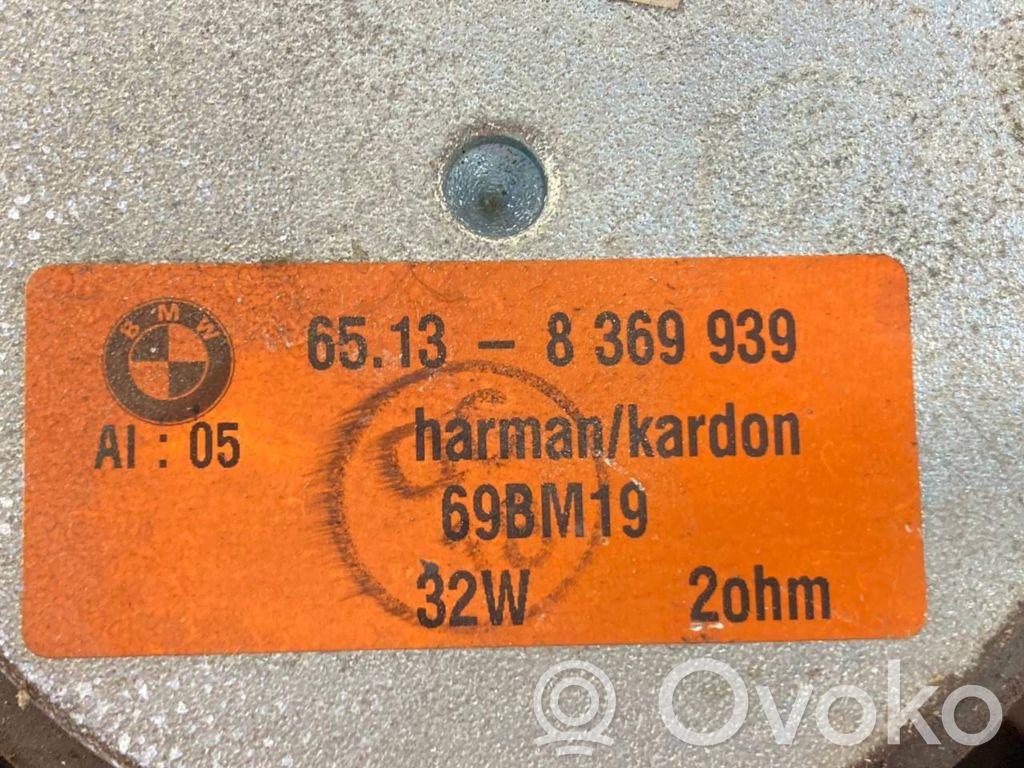 BMW
65.13 – 8 369 939
AI : 05
harman/kardon
69BM19
32W 2ohm
Ovoko